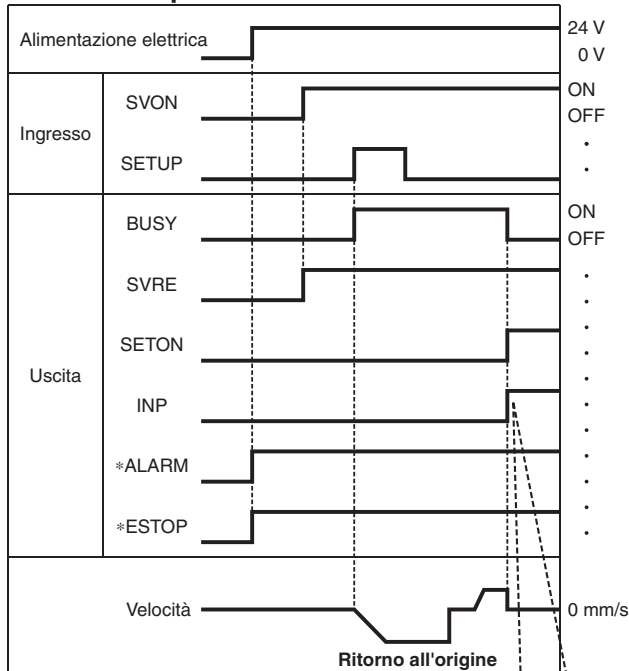 Alimentazione elettrica
24 V
0 V
Ingresso
SVON
ON
OFF
SETUP
Uscita
BUSY
ON
OFF
SVRE
SETON
INP
*ALARM
*ESTOP
Velocità
0 mm/s
Ritorno all'origine